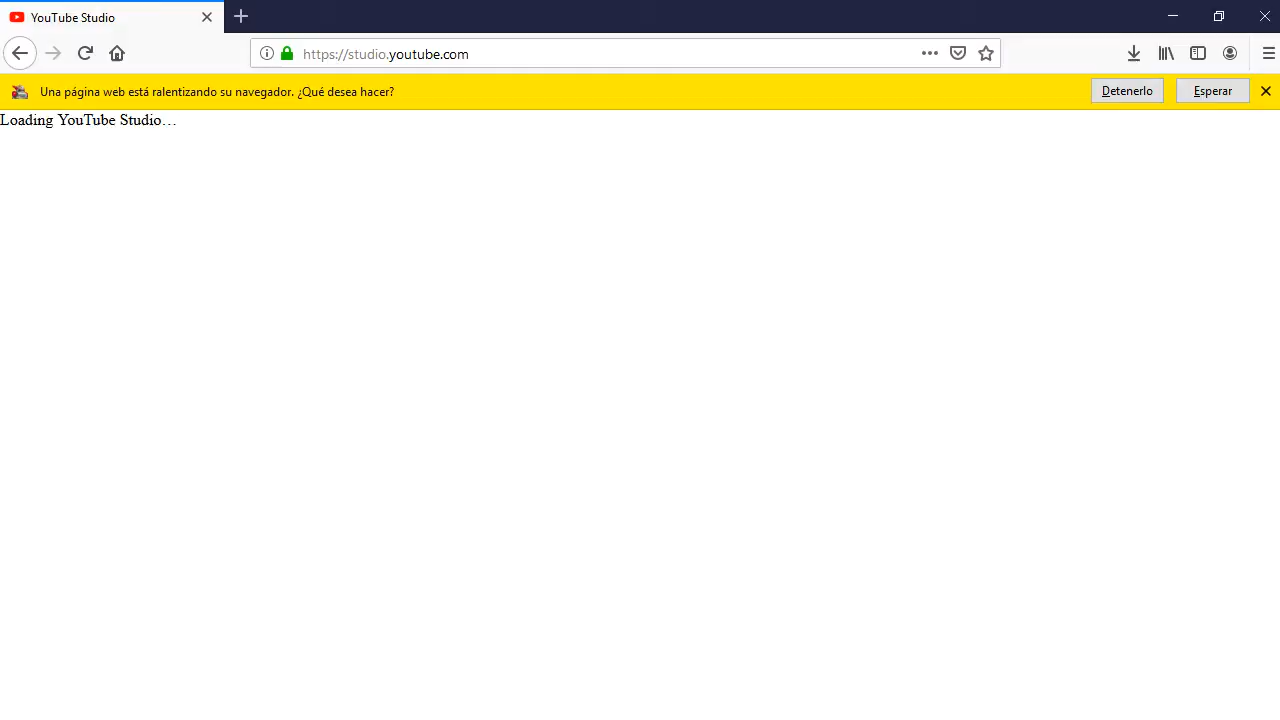 YouTube Studio
https://studio.youtube.com
Una página web está ralentizando su navegador. ¿Qué desea hacer?
Detenerlo
Esperar
Loading YouTube Studio…